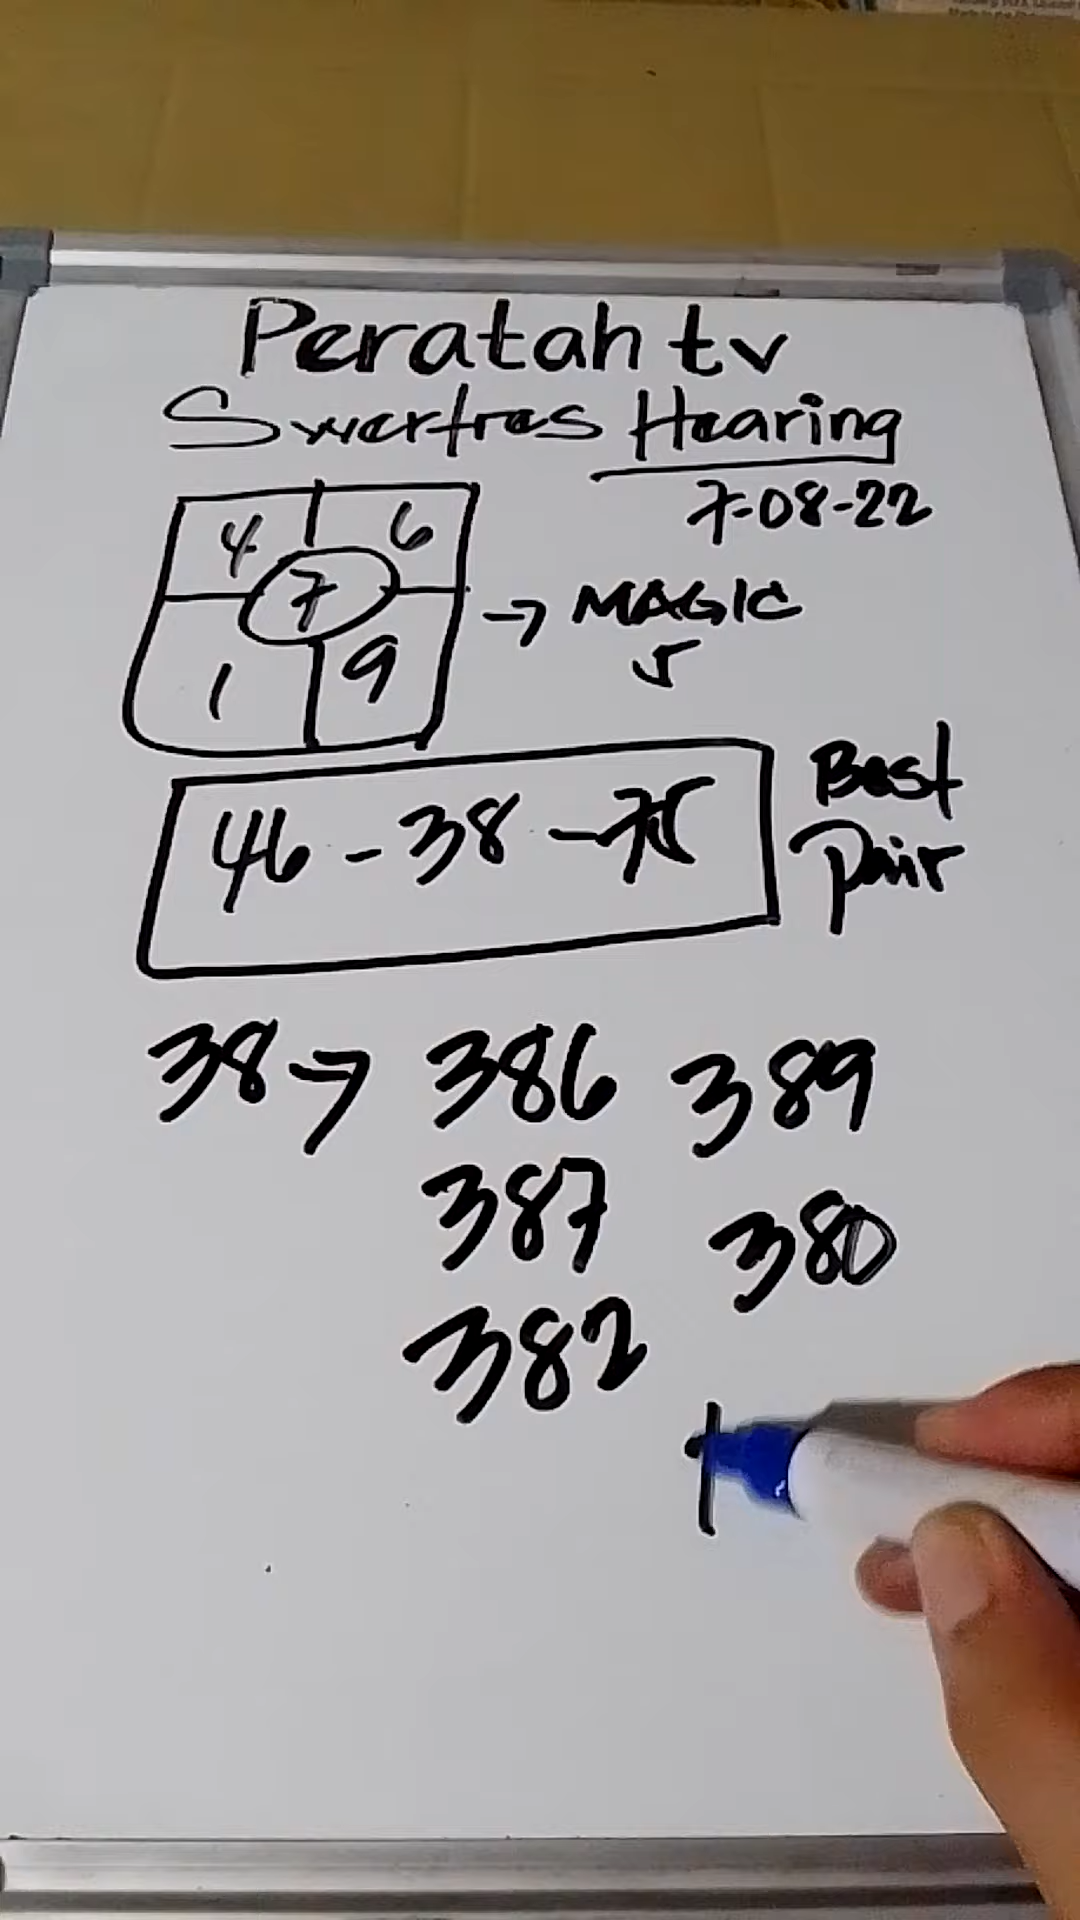 Peratah tv
Swertres Hearing
7-08-22
4 6
7
1 9
→ MAGIC
5
46 - 38 - 75
Best
Pair
38 → 386 389
387 380
382